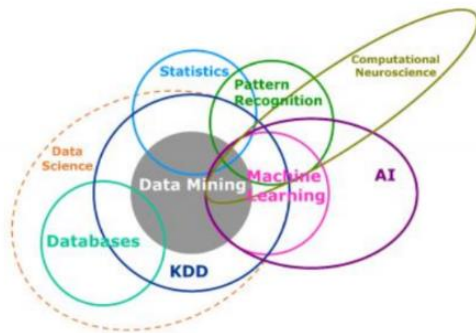 Computational
Neuroscience
Statistics
Pattern
Recognition
Data
Science
Data Mining
Machine
Learning
AI
Databases
KDD